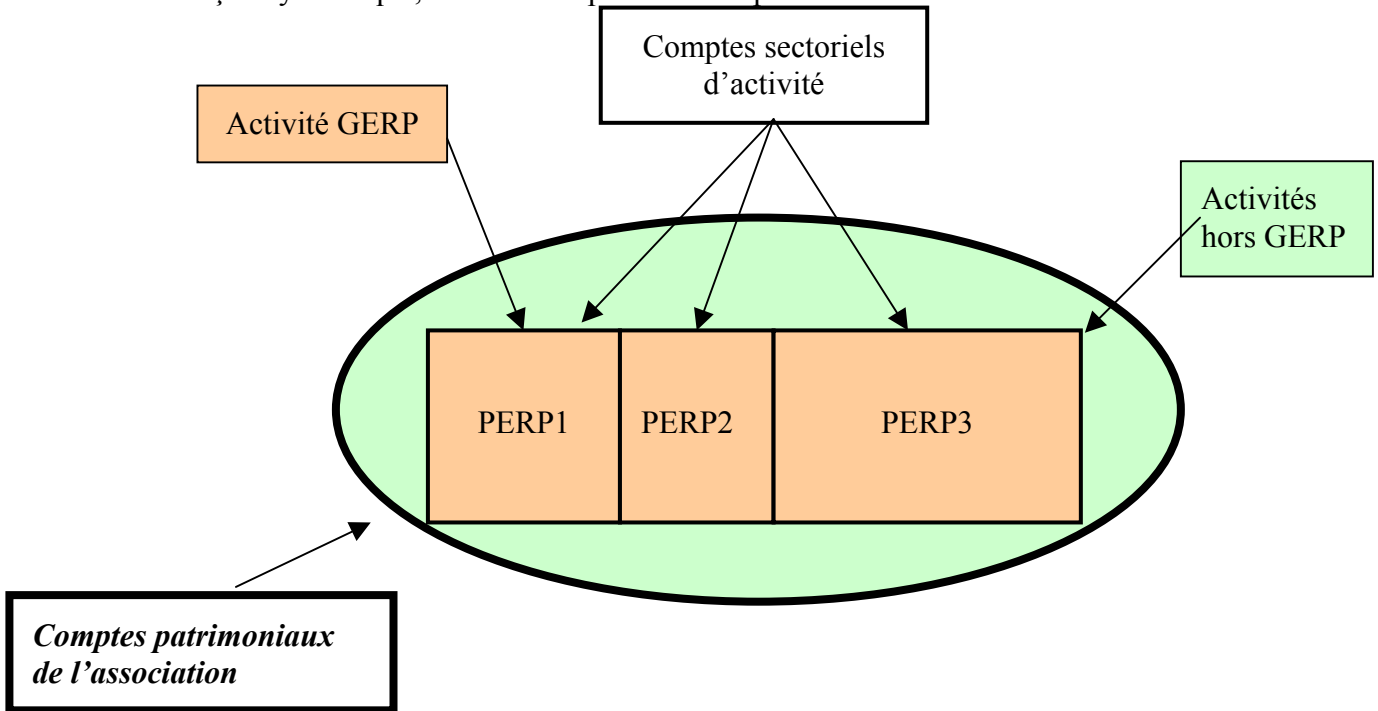 Comptes sectoriels
d’activité
Activité GERP
Activités
hors GERP
PERP1 PERP2 PERP3
Comptes patrimoniaux
de l’association